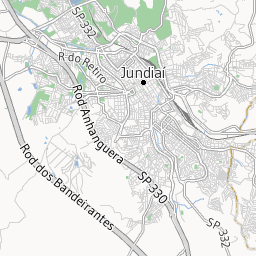 SP 332
R do Retiro
Jundiaí
Rod Anhanguera
SP 330
Rod dos Bandeirantes
SP 332